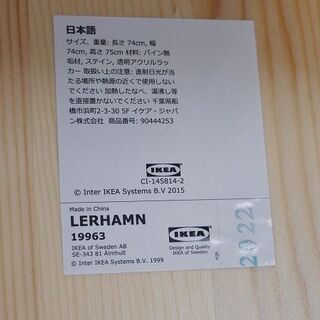 日本語
サイズ、重量: 長さ 74cm, 幅
74cm, 高さ 75cm 材料: パイン無
垢材, ステイン, 透明アクリルラッ
カー 取扱い上の注意: 直射日光が当
たる場所や熱源の近くで使用しない
でください 加熱したなべ、湯沸し等
を直接置かないでください 千葉県船
橋市浜町2-3-30 5F イケア・ジャパ
ン株式会社 商品番号: 90444253
IKEA
CI-145814-2
© Inter IKEA Systems B.V 2015
Made in China
LERHAMN
19963
IKEA of Sweden AB
SE-343 81 Älmhult
© Inter IKEA Systems B.V. 1999
IKEA
Design and Quality
IKEA of Sweden
2022